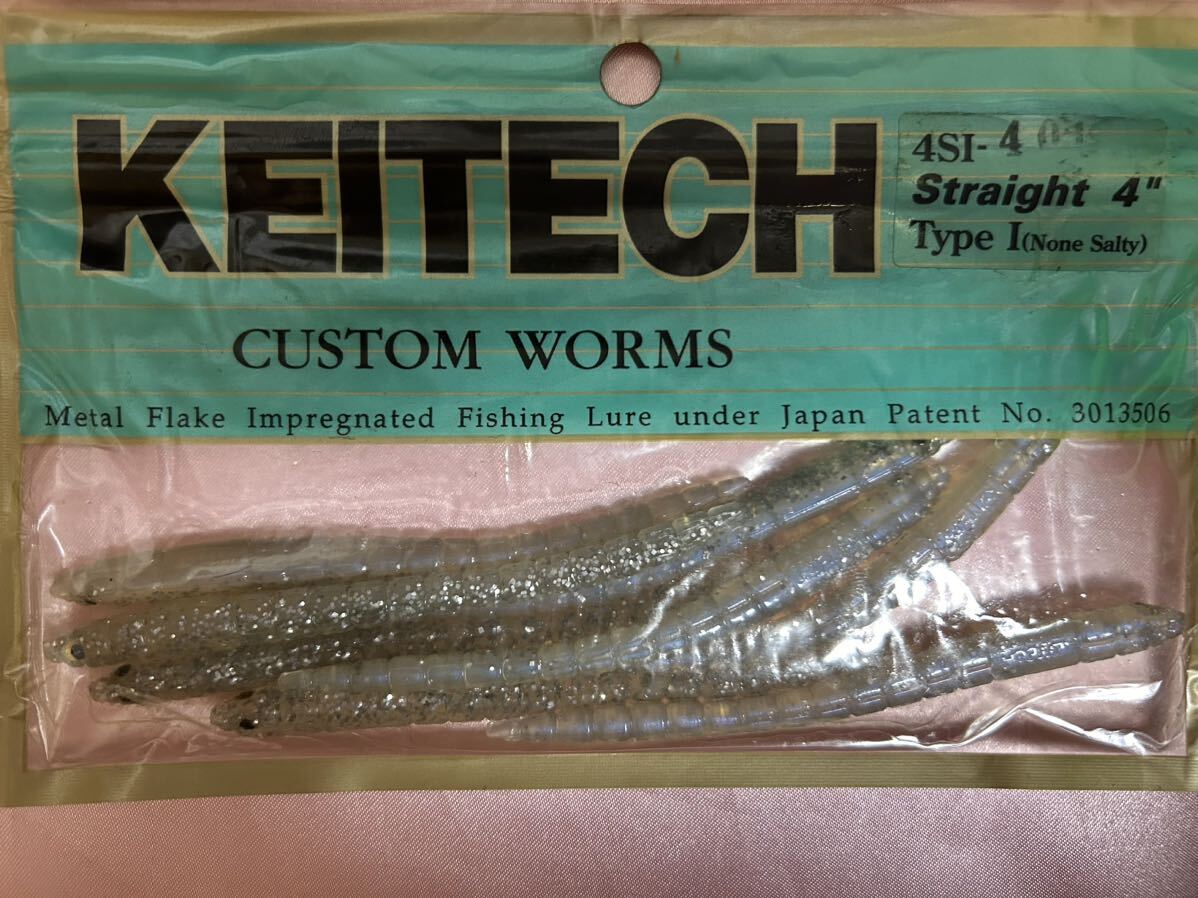 KEITECH
4SI-4
Straight 4"
Type I (None Salty)
CUSTOM WORMS
Metal Flake Impregnated Fishing Lure under Japan Patent No. 3013506